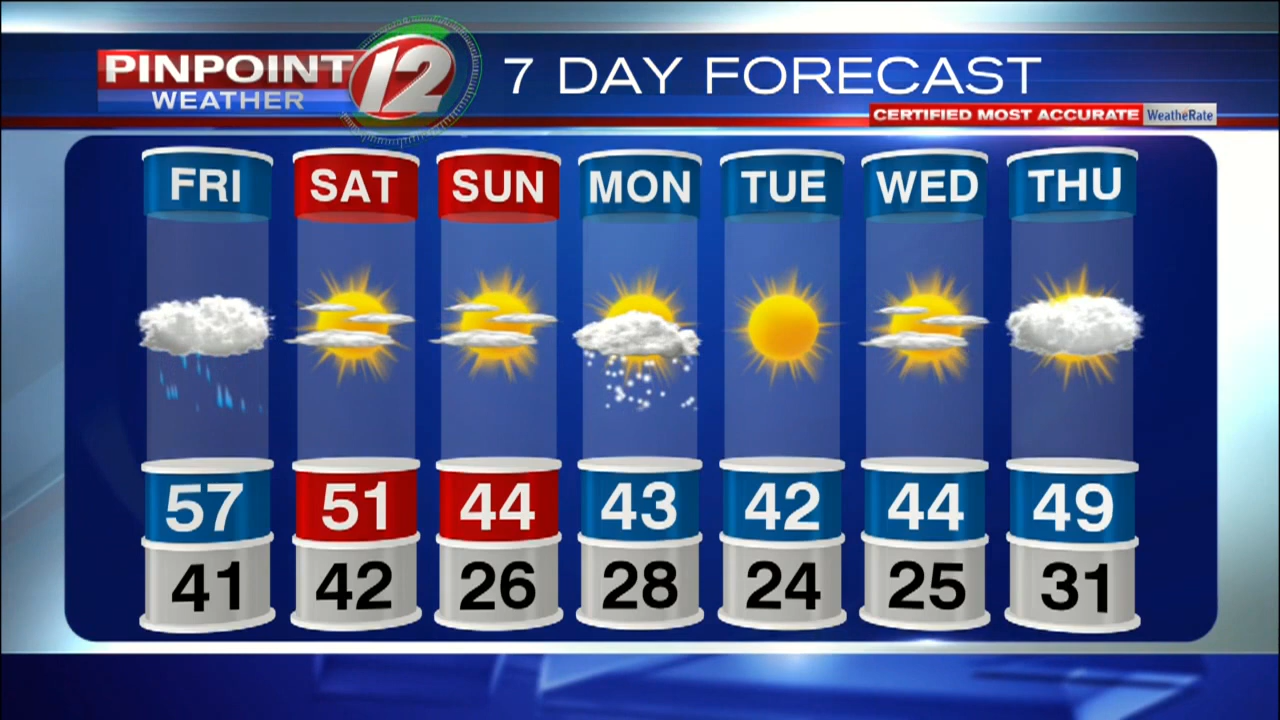 PINPOINT 12 7 DAY FORECAST
WEATHER
CERTIFIED MOST ACCURATE WeatheRate
FRI SAT SUN MON TUE WED THU
57 51 44 43 42 44 49
41 42 26 28 24 25 31